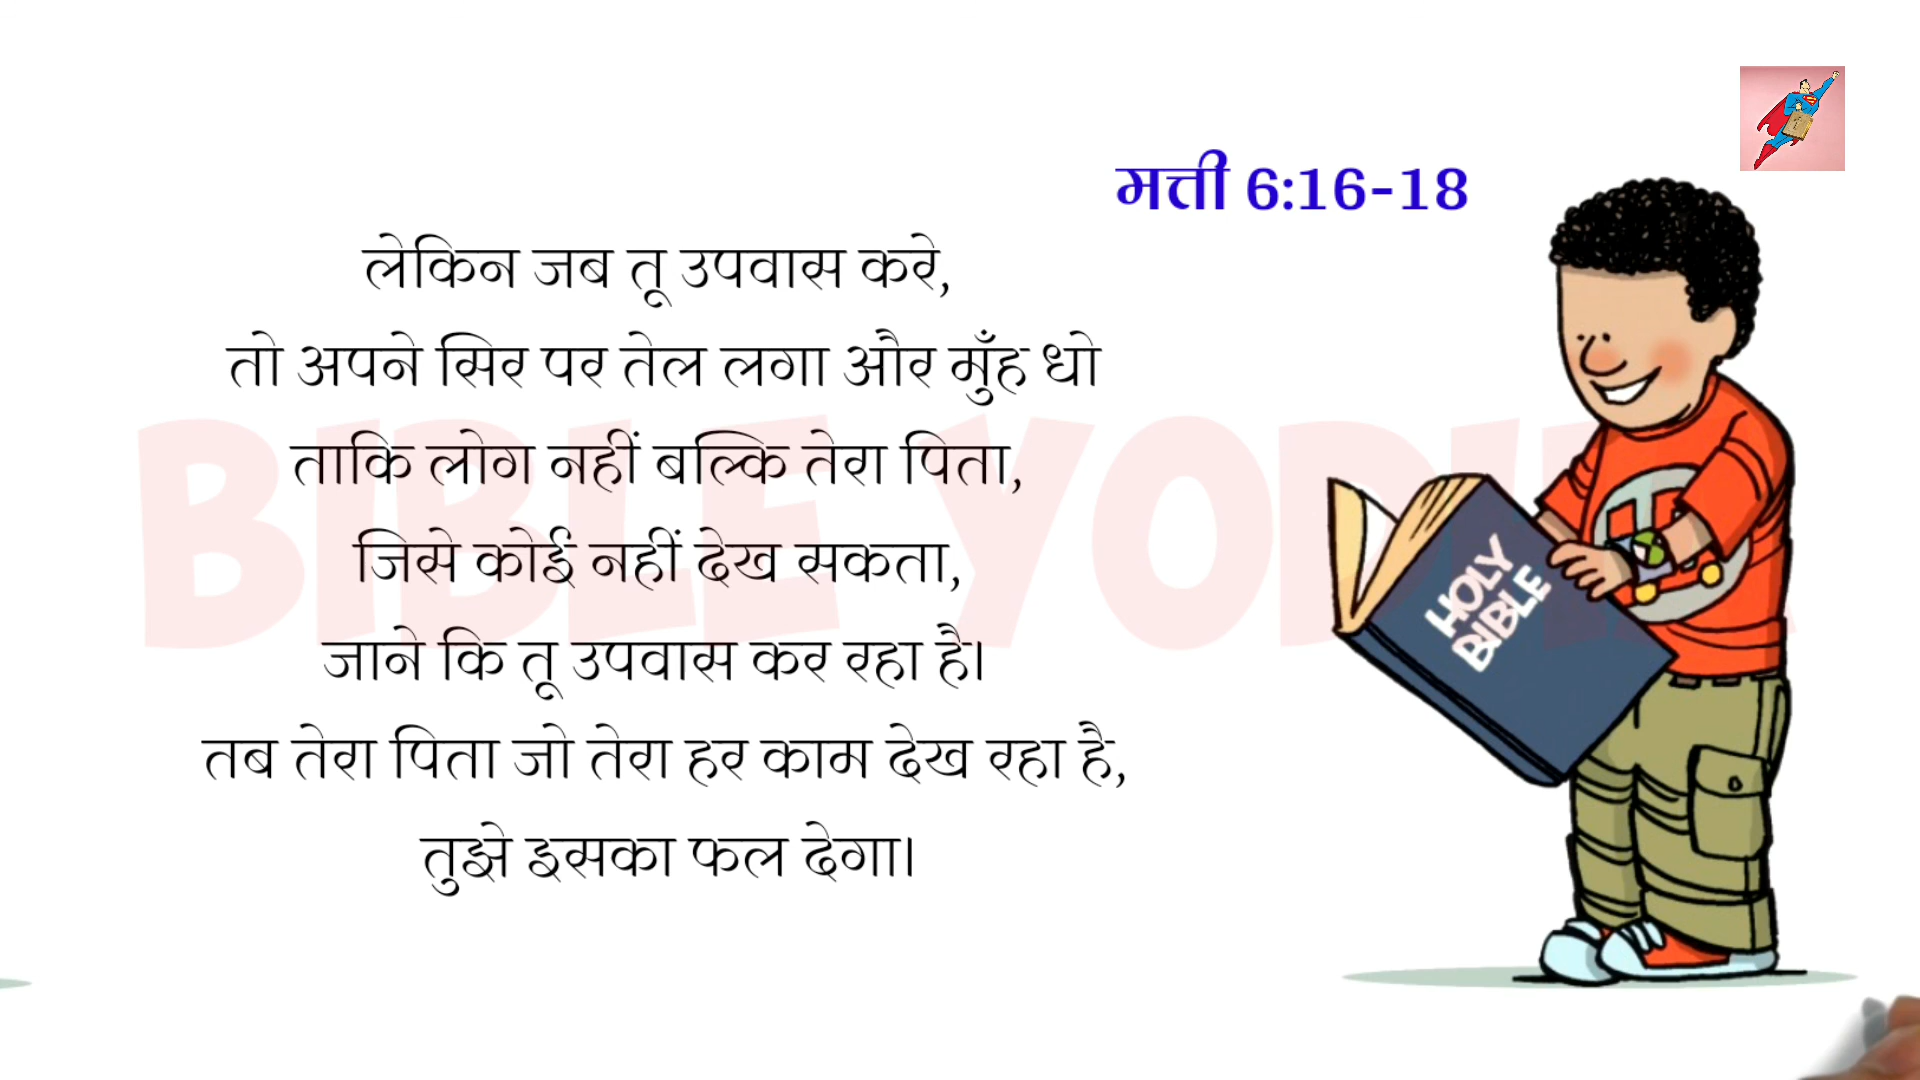 मत्ती 6:16-18
लेकिन जब तू उपवास करे,
तो अपने सिर पर तेल लगा और मुँह धो
ताकि लोग नहीं बल्कि तेरा पिता,
जिसे कोई नहीं देख सकता,
जाने कि तू उपवास कर रहा है।
तब तेरा पिता जो तेरा हर काम देख रहा है,
तुझे इसका फल देगा।
BIBLE
HOLY
BIBLE